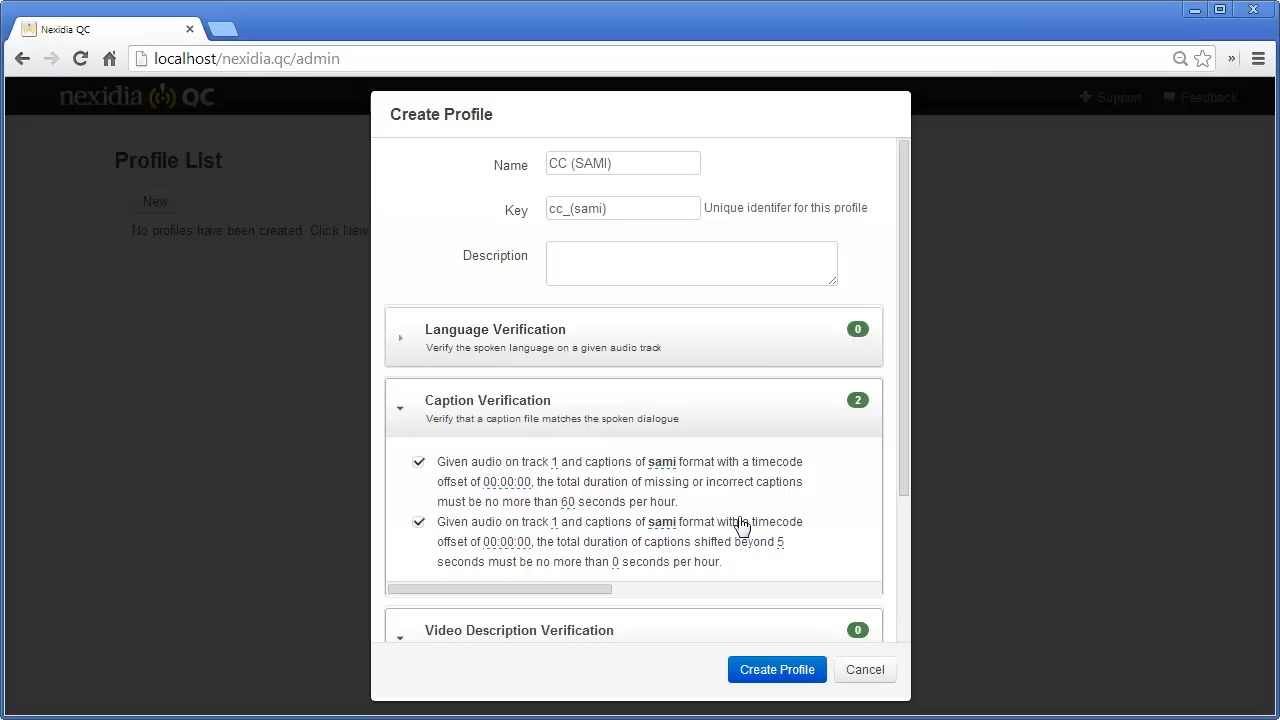 Nexidia QC
localhost/nexidia.qc/admin
nexidia QC
Support
Feedback
Profile List
New
No profiles have been created. Click New
Create Profile
Name
CC (SAMI)
Key
cc_(sami)
Unique identifer for this profile
Description
Language Verification
0
Verify the spoken language on a given audio track
Caption Verification
2
Verify that a caption file matches the spoken dialogue
Given audio on track 1 and captions of sami format with a timecode
offset of 00:00:00, the total duration of missing or incorrect captions
must be no more than 60 seconds per hour.
Given audio on track 1 and captions of sami format with a timecode
offset of 00:00:00, the total duration of captions shifted beyond 5
seconds must be no more than 0 seconds per hour.
Video Description Verification
0
Create Profile
Cancel